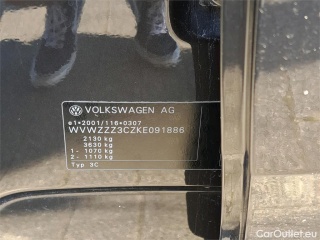 VOLKSWAGEN AG
e1*2001/116*0307
WVWZZZ3CZKE091886
2130 kg
3630 kg
1 - 1070 kg
2 - 1110 kg
Typ 3C
CarOutlet.eu